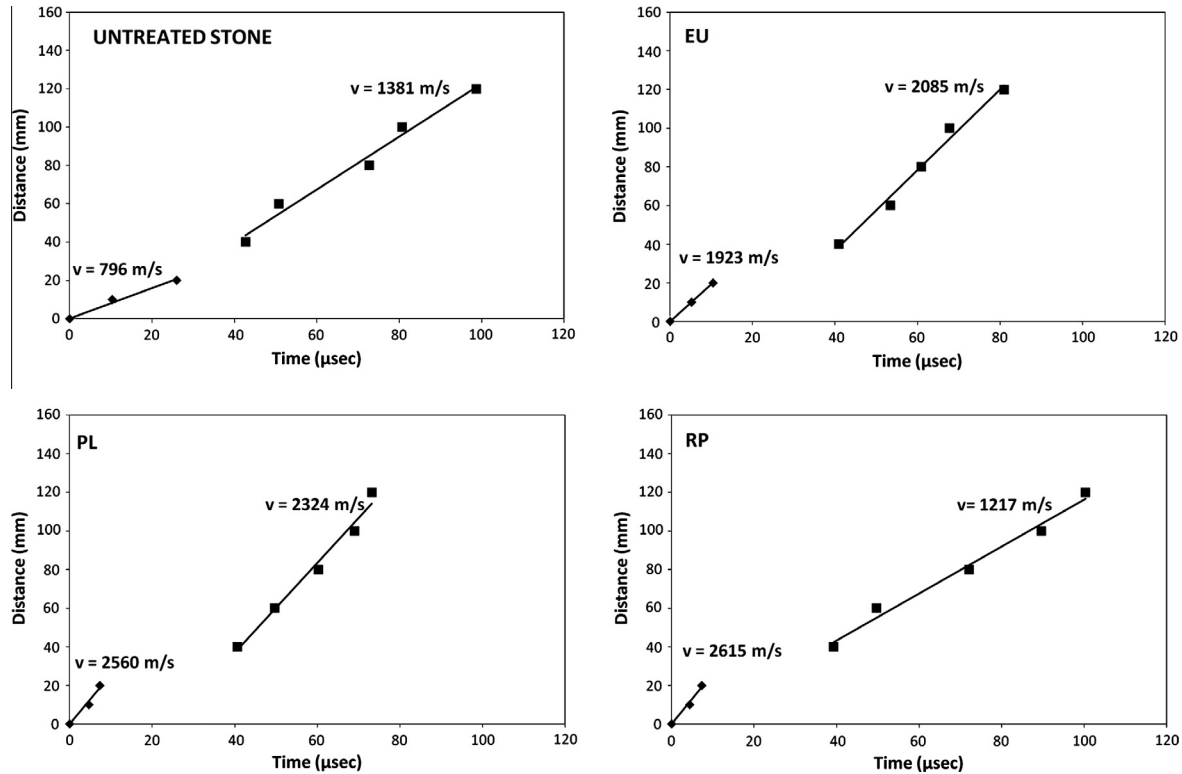 UNTREATED STONE
v = 1381 m/s
v = 796 m/s
Distance (mm)
160
140
120
100
80
60
40
20
0
0 20 40 60 80 100 120
Time (µsec)
EU
v = 2085 m/s
v = 1923 m/s
Distance (mm)
160
140
120
100
80
60
40
20
0
0 20 40 60 80 100 120
Time (µsec)
PL
v = 2324 m/s
v = 2560 m/s
Distance (mm)
160
140
120
100
80
60
40
20
0
0 20 40 60 80 100 120
Time (µsec)
RP
v= 1217 m/s
v = 2615 m/s
Distance (mm)
160
140
120
100
80
60
40
20
0
0 20 40 60 80 100 120
Time (µsec)